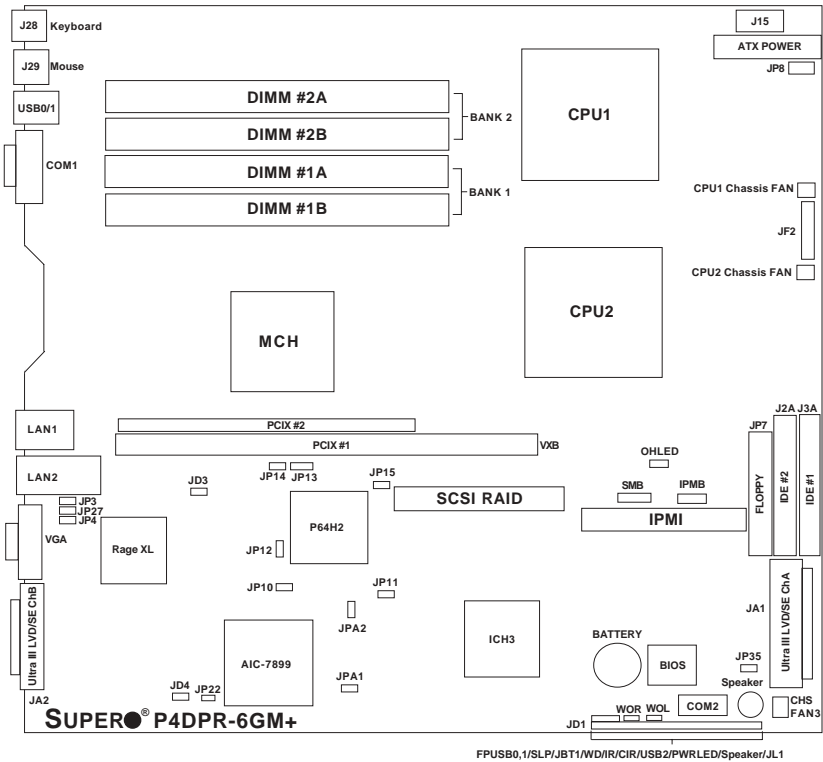 J28 Keyboard
J15
ATX POWER
J29 Mouse
JP8
USB0/1
DIMM #2A
BANK 2
CPU1
DIMM #2B
COM1
DIMM #1A
BANK 1
CPU1 Chassis FAN
DIMM #1B
JF2
CPU2 Chassis FAN
CPU2
MCH
J2A J3A
LAN1
PCIX #2
JP7
PCIX #1
VXB
OHLED
LAN2
JP14 JP13
JP15
JD3
SCSI RAID
SMB
IPMB
FLOPPY
IDE #2
IDE #1
JP3
JP27
JP4
IPMI
P64H2
VGA
Rage XL
JP12
JP10
JP11
Ultra III LVD/SE ChB
JPA2
ICH3
JA1
Ultra III LVD/SE ChA
BATTERY
BIOS
JP35
AIC-7899
JPA1
Speaker
JD4
JP22
JA2
WOR
WOL
COM2
CHS
FAN3
SUPER® P4DPR-6GM+
JD1
FPUSB0,1/SLP/JBT1/WD/IR/CIR/USB2/PWRLED/Speaker/JL1